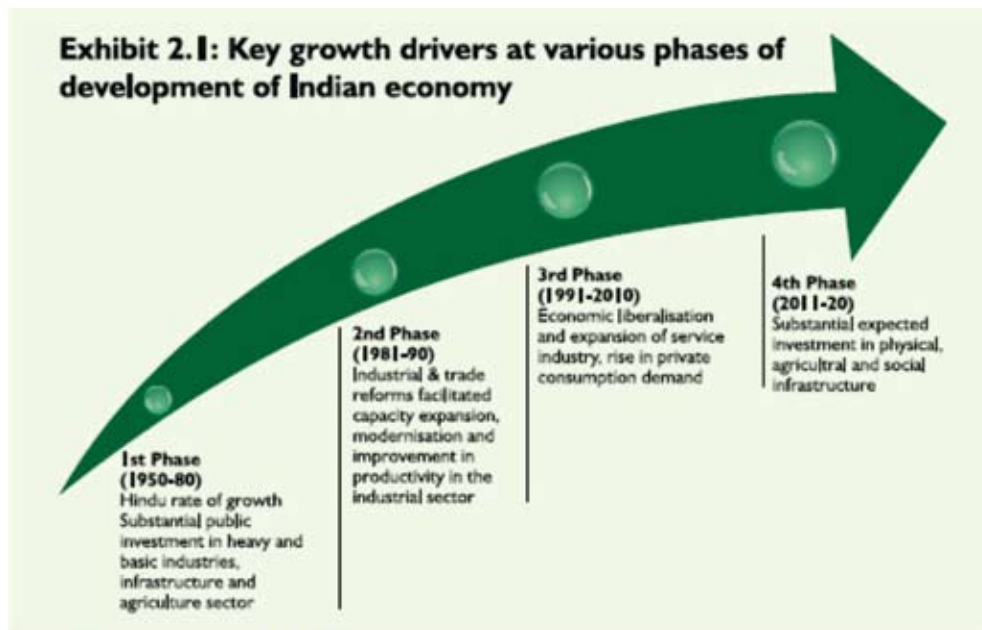 Exhibit 2.1: Key growth drivers at various phases of
development of Indian economy
1st Phase
(1950-80)
Hindu rate of growth
Substantial public
investment in heavy and
basic industries,
infrastructure and
agriculture sector
2nd Phase
(1981-90)
Industrial & trade
reforms facilitated
capacity expansion,
modernisation and
improvement in
productivity in the
industrial sector
3rd Phase
(1991-2010)
Economic liberalisation
and expansion of service
industry, rise in private
consumption demand
4th Phase
(2011-20)
Substantial expected
investment in physical,
agricultral and social
infrastructure